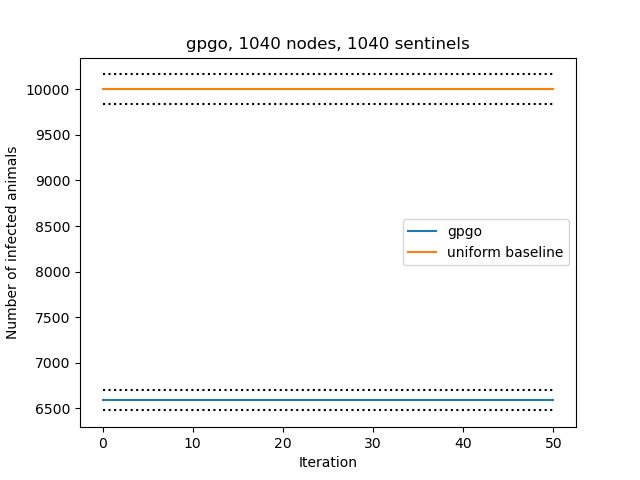 gpgo, 1040 nodes, 1040 sentinels
10000
9500
9000
8500
8000
7500
7000
6500
Number of infected animals
gpgo
uniform baseline
0 10 20 30 40 50
Iteration